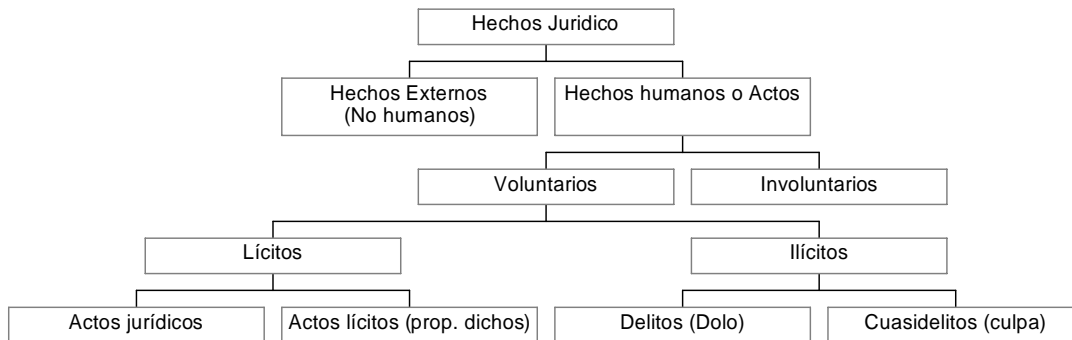 Hechos Juridico
Hechos Externos
(No humanos)
Hechos humanos o Actos
Voluntarios
Involuntarios
Lícitos
Ilícitos
Actos jurídicos
Actos lícitos (prop. dichos)
Delitos (Dolo)
Cuasidelitos (culpa)